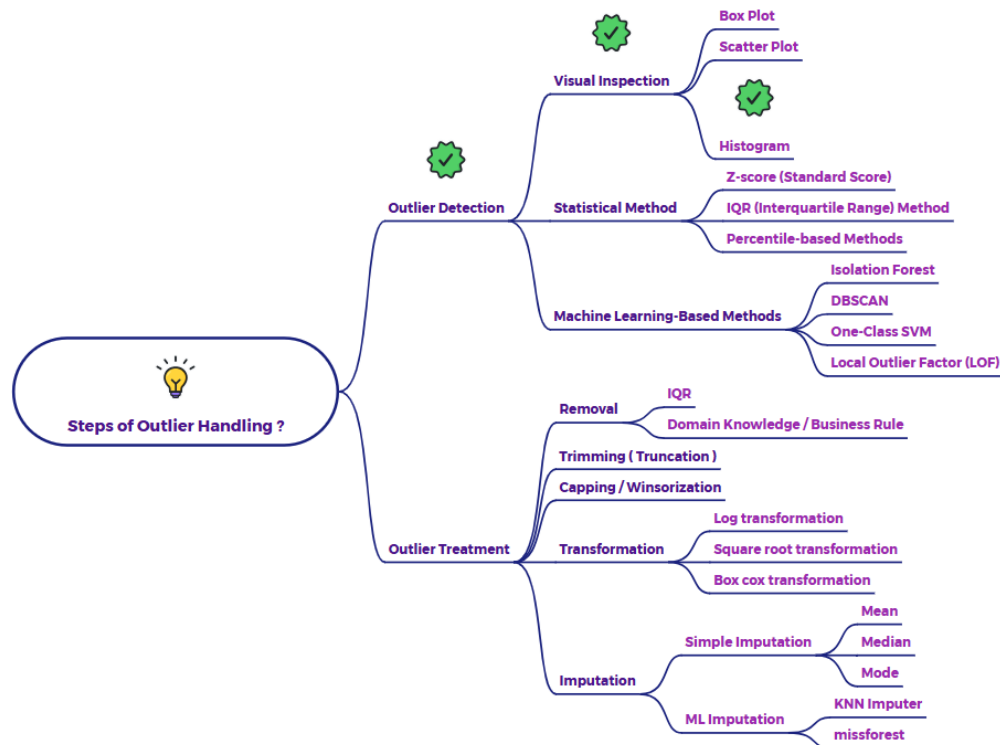 Steps of Outlier Handling ?
Outlier Detection
Visual Inspection
Box Plot
Scatter Plot
Histogram
Statistical Method
Z-score (Standard Score)
IQR (Interquartile Range) Method
Percentile-based Methods
Machine Learning-Based Methods
Isolation Forest
DBSCAN
One-Class SVM
Local Outlier Factor (LOF)
Outlier Treatment
Removal
IQR
Domain Knowledge / Business Rule
Trimming ( Truncation )
Capping / Winsorization
Transformation
Log transformation
Square root transformation
Box cox transformation
Imputation
Simple Imputation
Mean
Median
Mode
ML Imputation
KNN Imputer
missforest